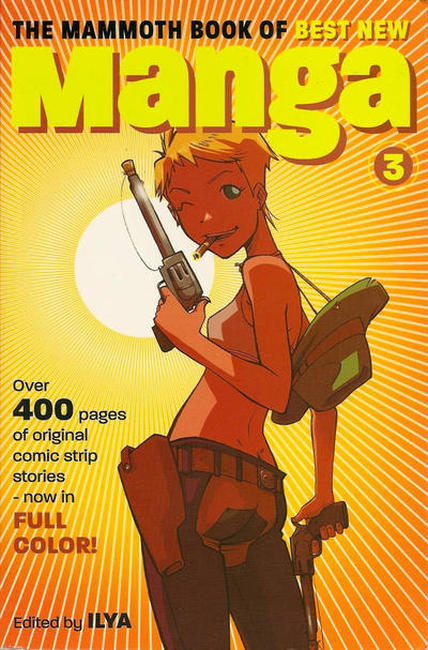 THE MAMMOTH BOOK OF BEST NEW
Manga
3
Over
400 pages
of original
comic strip
stories
- now in
FULL
COLOR!
Edited by ILYA